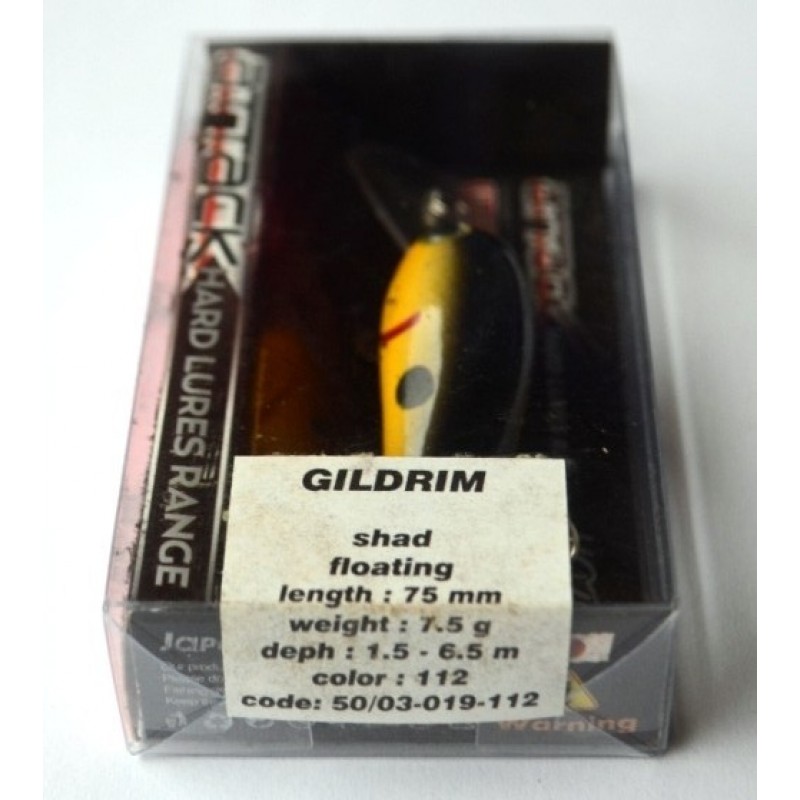 HARD LURES RANGE
GILDRIM
shad
floating
length : 75 mm
weight : 7.5 g
deph : 1.5 - 6.5 m
color : 112
code: 50/03-019-112
Warning